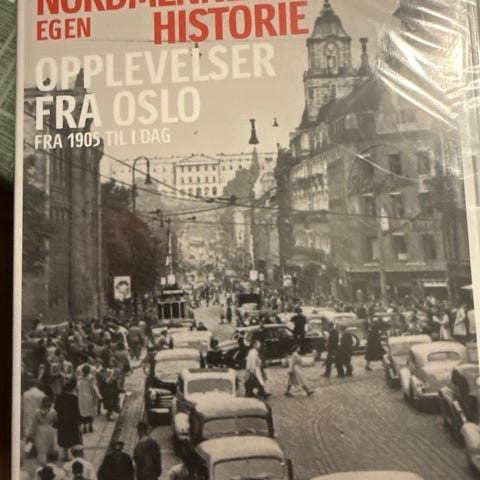 EGEN HISTORIE
OPPLEVELSER
FRA OSLO
FRA 1905 TIL I DAG